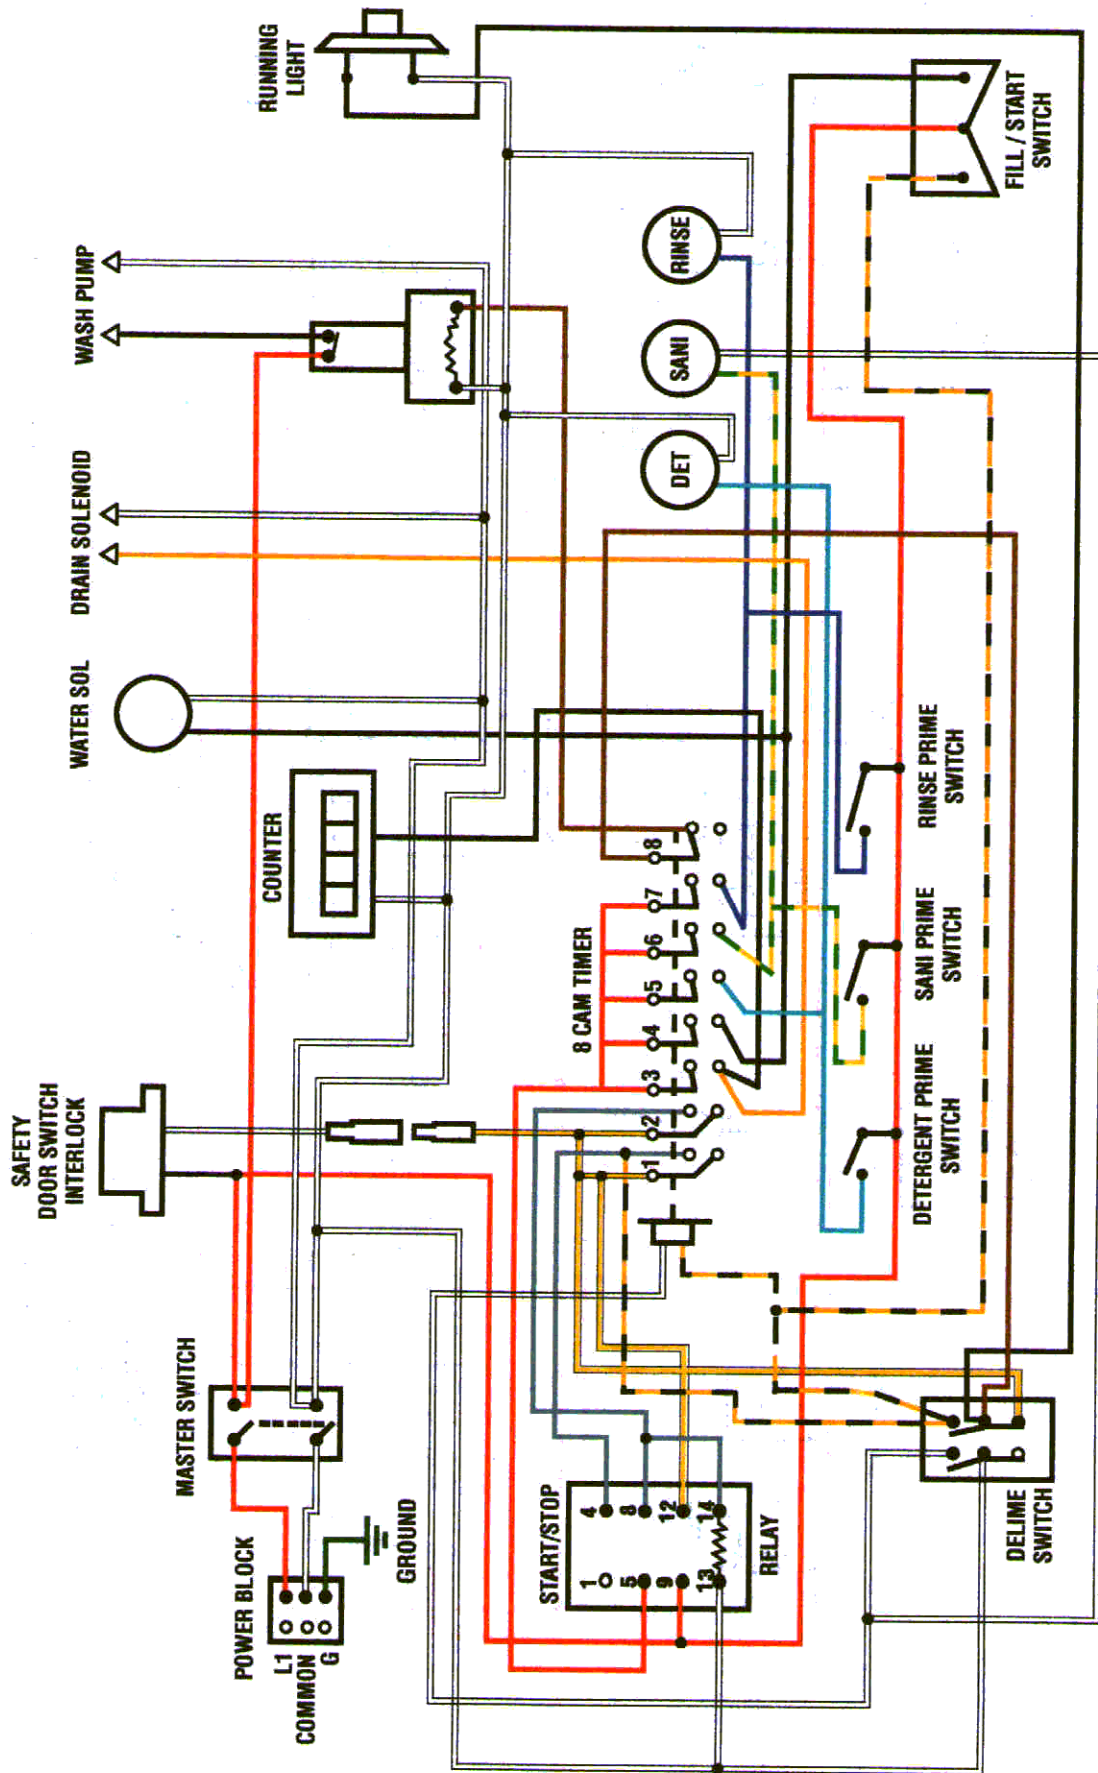 SAFETY
DOOR SWITCH
INTERLOCK
WATER SOL
DRAIN SOLENOID
WASH PUMP
RUNNING
LIGHT
COUNTER
MASTER SWITCH
POWER BLOCK
L1
COMMON
G
GROUND
8 CAM TIMER
1
2
3
4
5
6
7
8
DET
SANI
RINSE
START/STOP
1
4
5
8
9
12
13
14
RELAY
DETERGENT PRIME
SWITCH
SANI PRIME
SWITCH
RINSE PRIME
SWITCH
FILL / START
SWITCH
DELIME
SWITCH